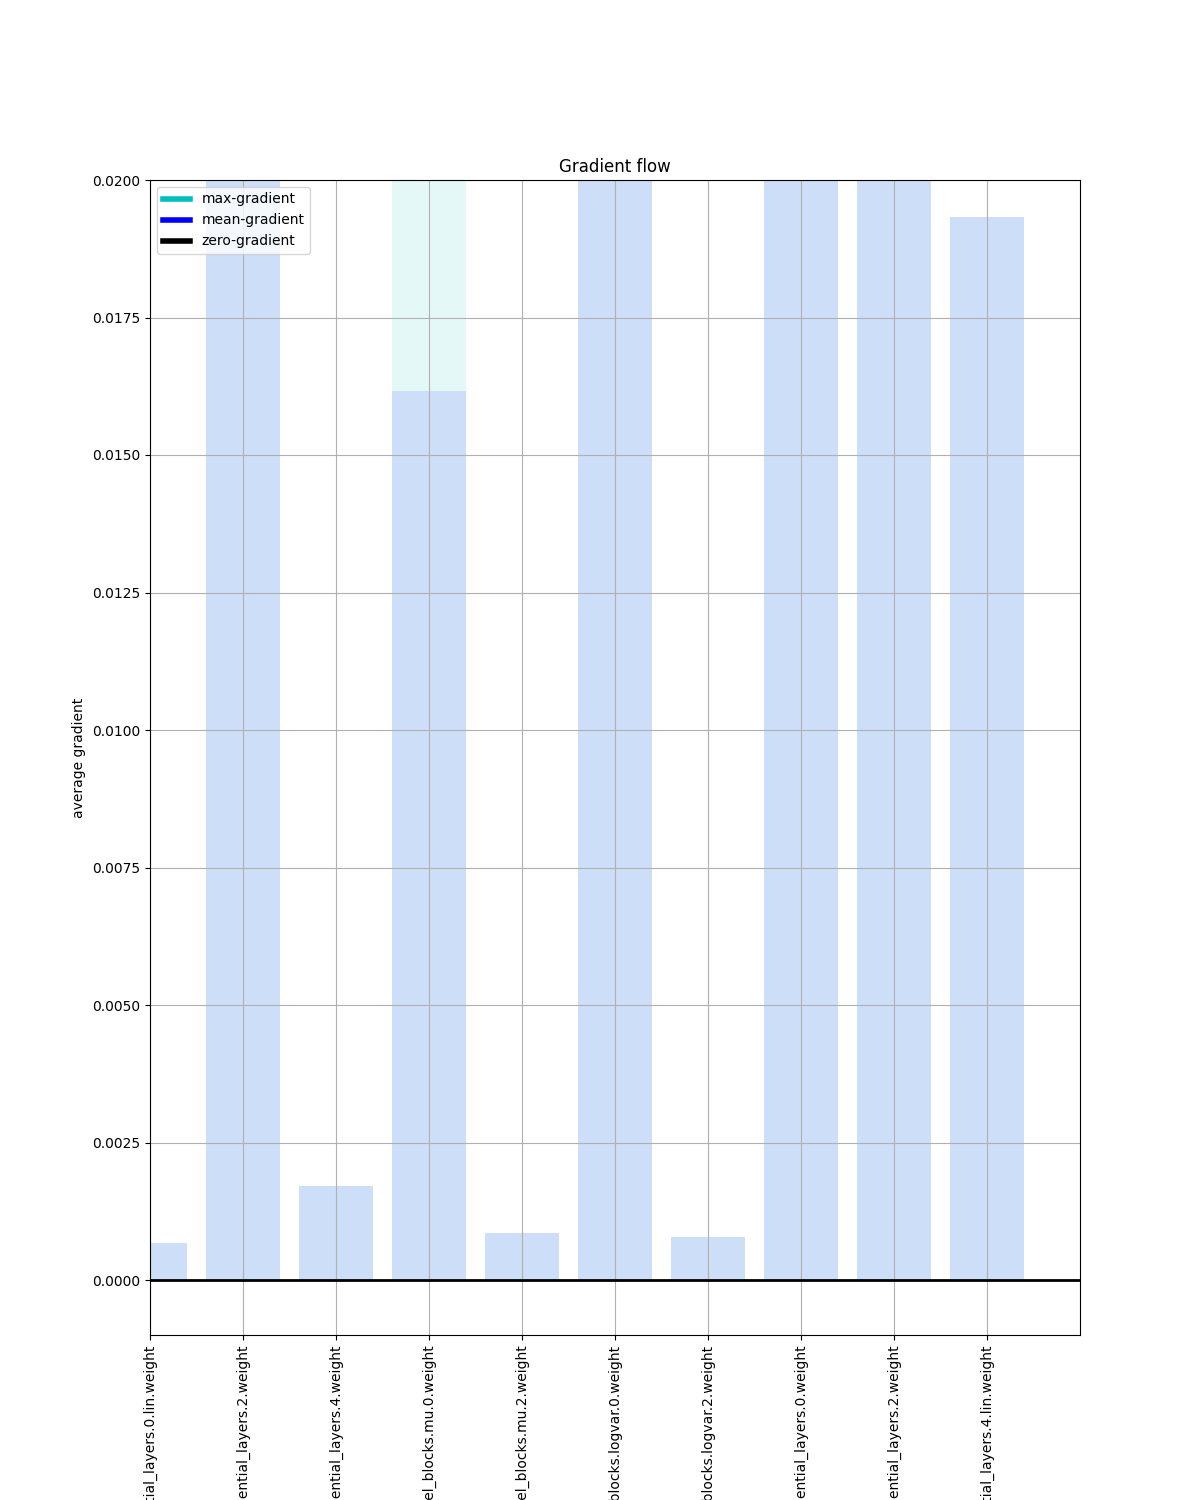 Gradient flow
max-gradient
mean-gradient
zero-gradient
0.0200
0.0175
0.0150
0.0125
0.0100
0.0075
0.0050
0.0025
0.0000
average gradient
tial_layers.0.lin.weight
ential_layers.2.weight
ential_layers.4.weight
el_blocks.mu.0.weight
el_blocks.mu.2.weight
blocks.logvar.0.weight
blocks.logvar.2.weight
ential_layers.0.weight
ential_layers.2.weight
tial_layers.4.lin.weight